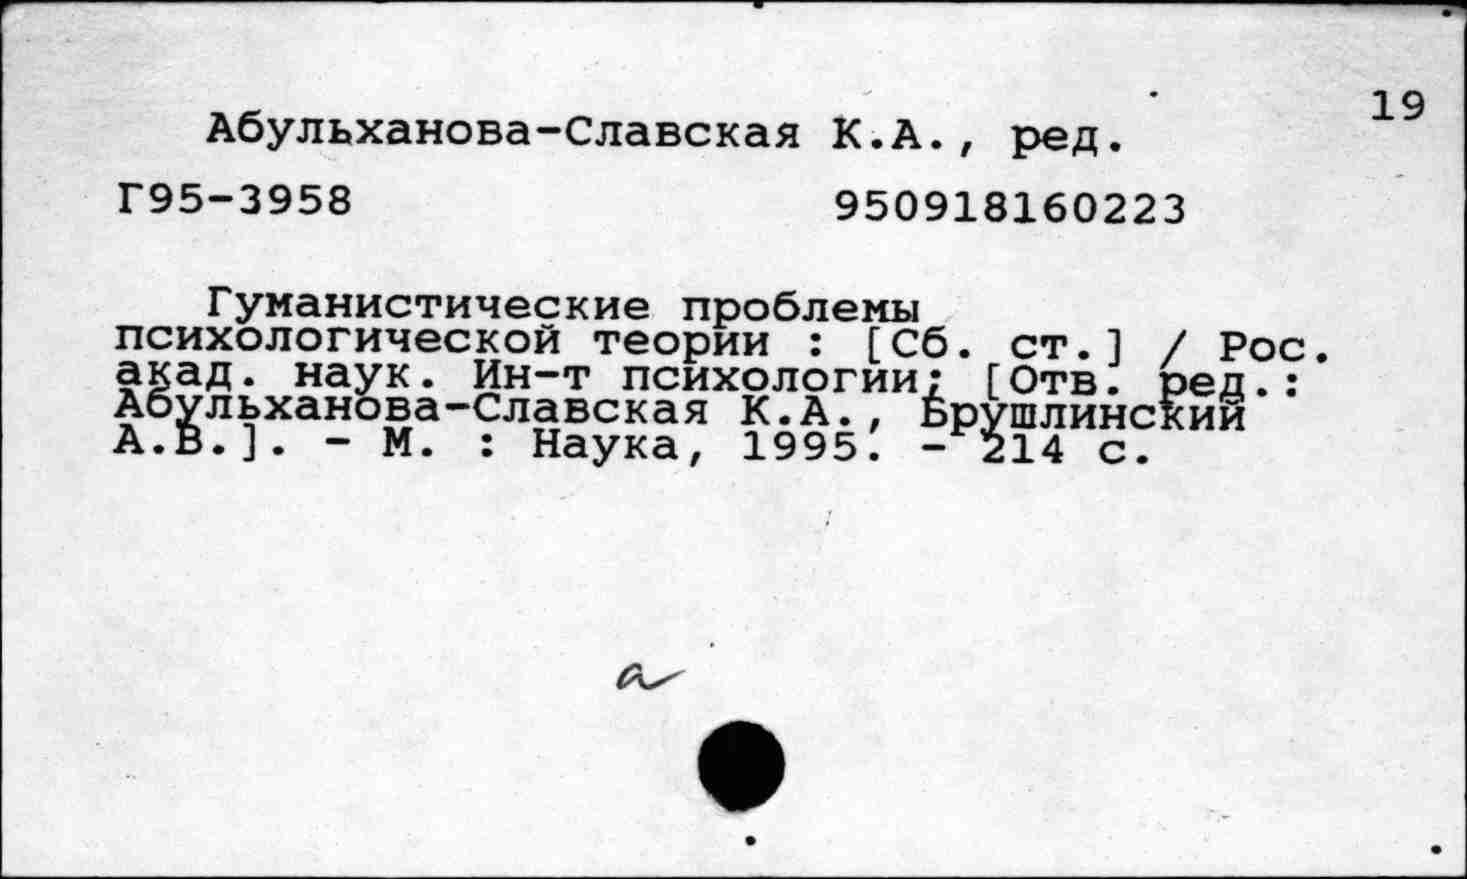 19
Абульханова-Славская К.А., ред.
Г95-3958 950918160223
Гуманистические проблемы
психологической теории : [Сб. ст.] / Рос.
акад. наук. Ин-т психологии; [Отв. ред.:
Абульханова-Славская К.А., Брушлинский
А.В.]. - М. : Наука, 1995. - 214 с.